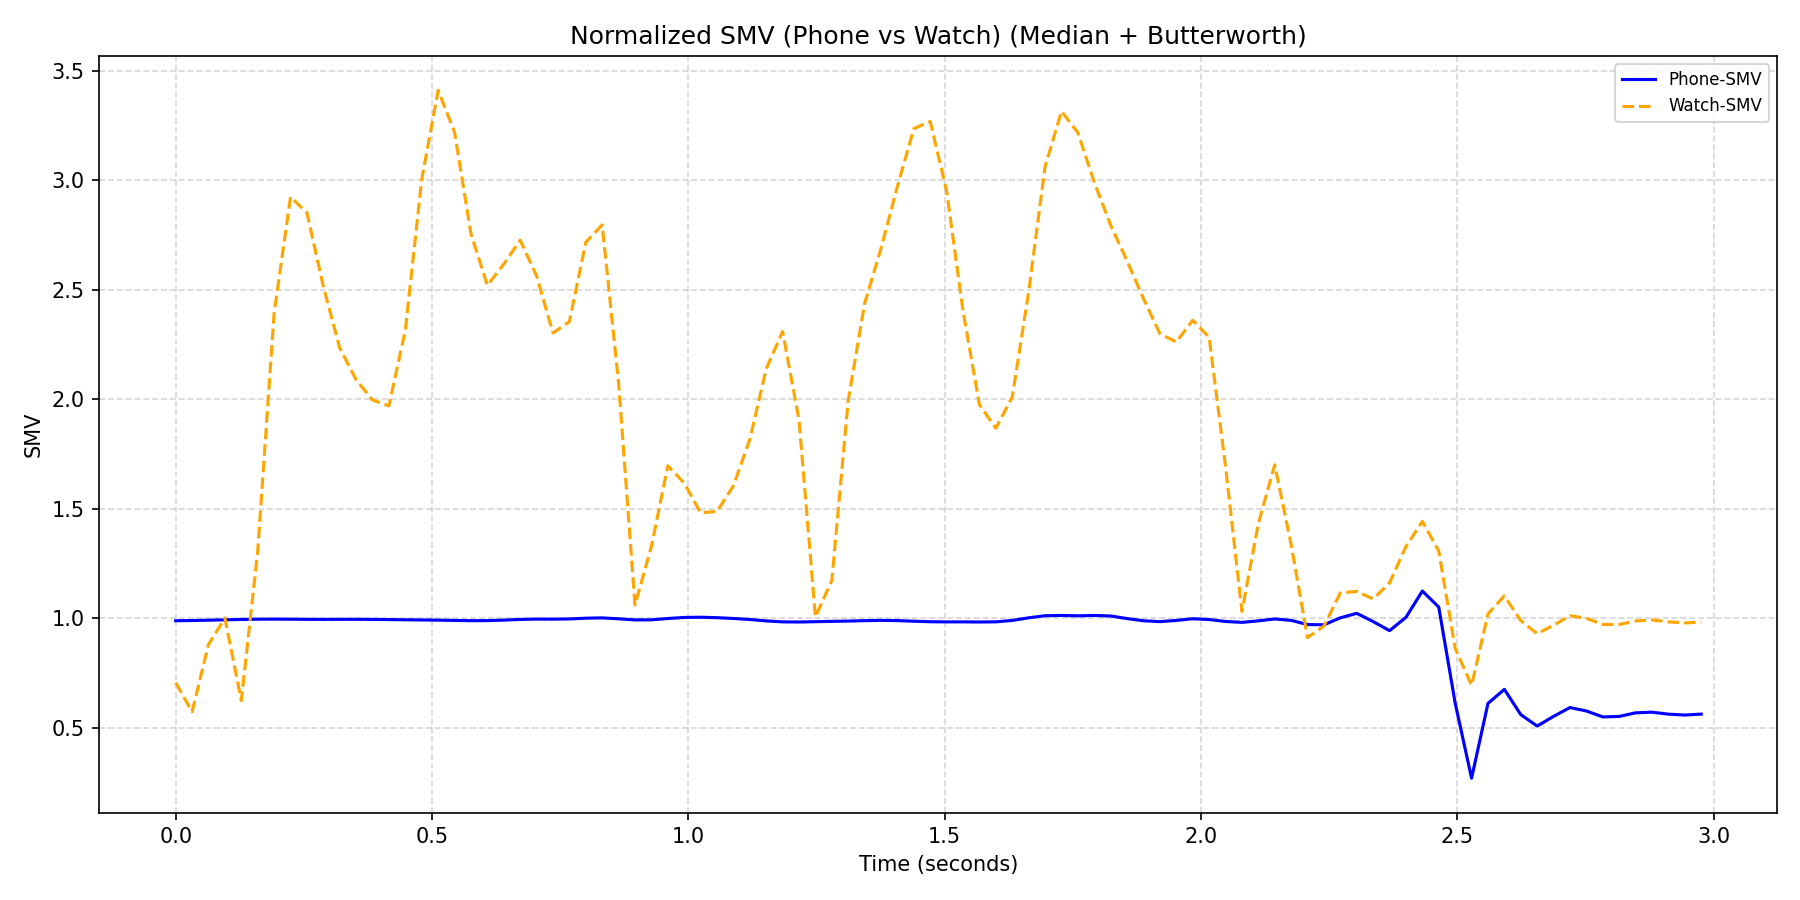 Normalized SMV (Phone vs Watch) (Median + Butterworth)
Phone-SMV
Watch-SMV
SMV
3.5
3.0
2.5
2.0
1.5
1.0
0.5
0.0 0.5 1.0 1.5 2.0 2.5 3.0
Time (seconds)